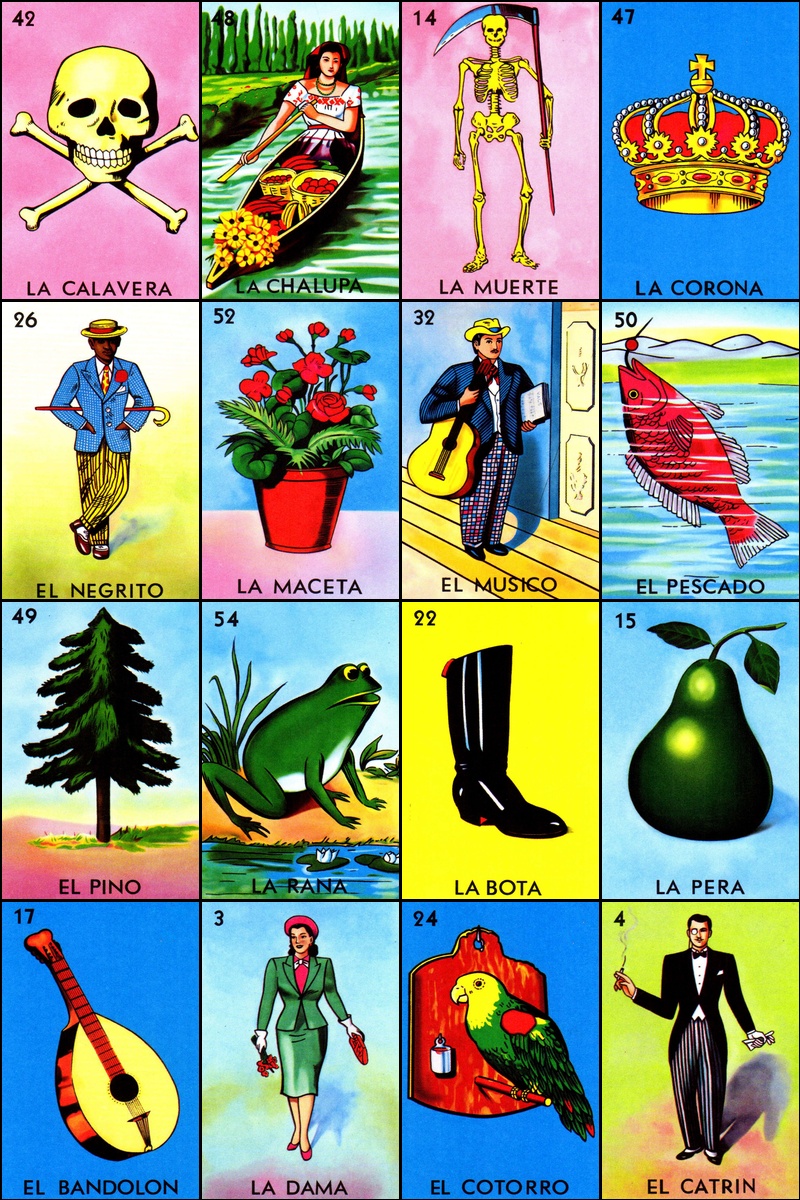 42
LA CALAVERA
48
LA CHALUPA
14
LA MUERTE
47
LA CORONA
26
EL NEGRITO
52
LA MACETA
32
EL MUSICO
50
EL PESCADO
49
EL PINO
54
LA RANA
22
LA BOTA
15
LA PERA
17
EL BANDOLON
3
LA DAMA
24
EL COTORRO
4
EL CATRIN